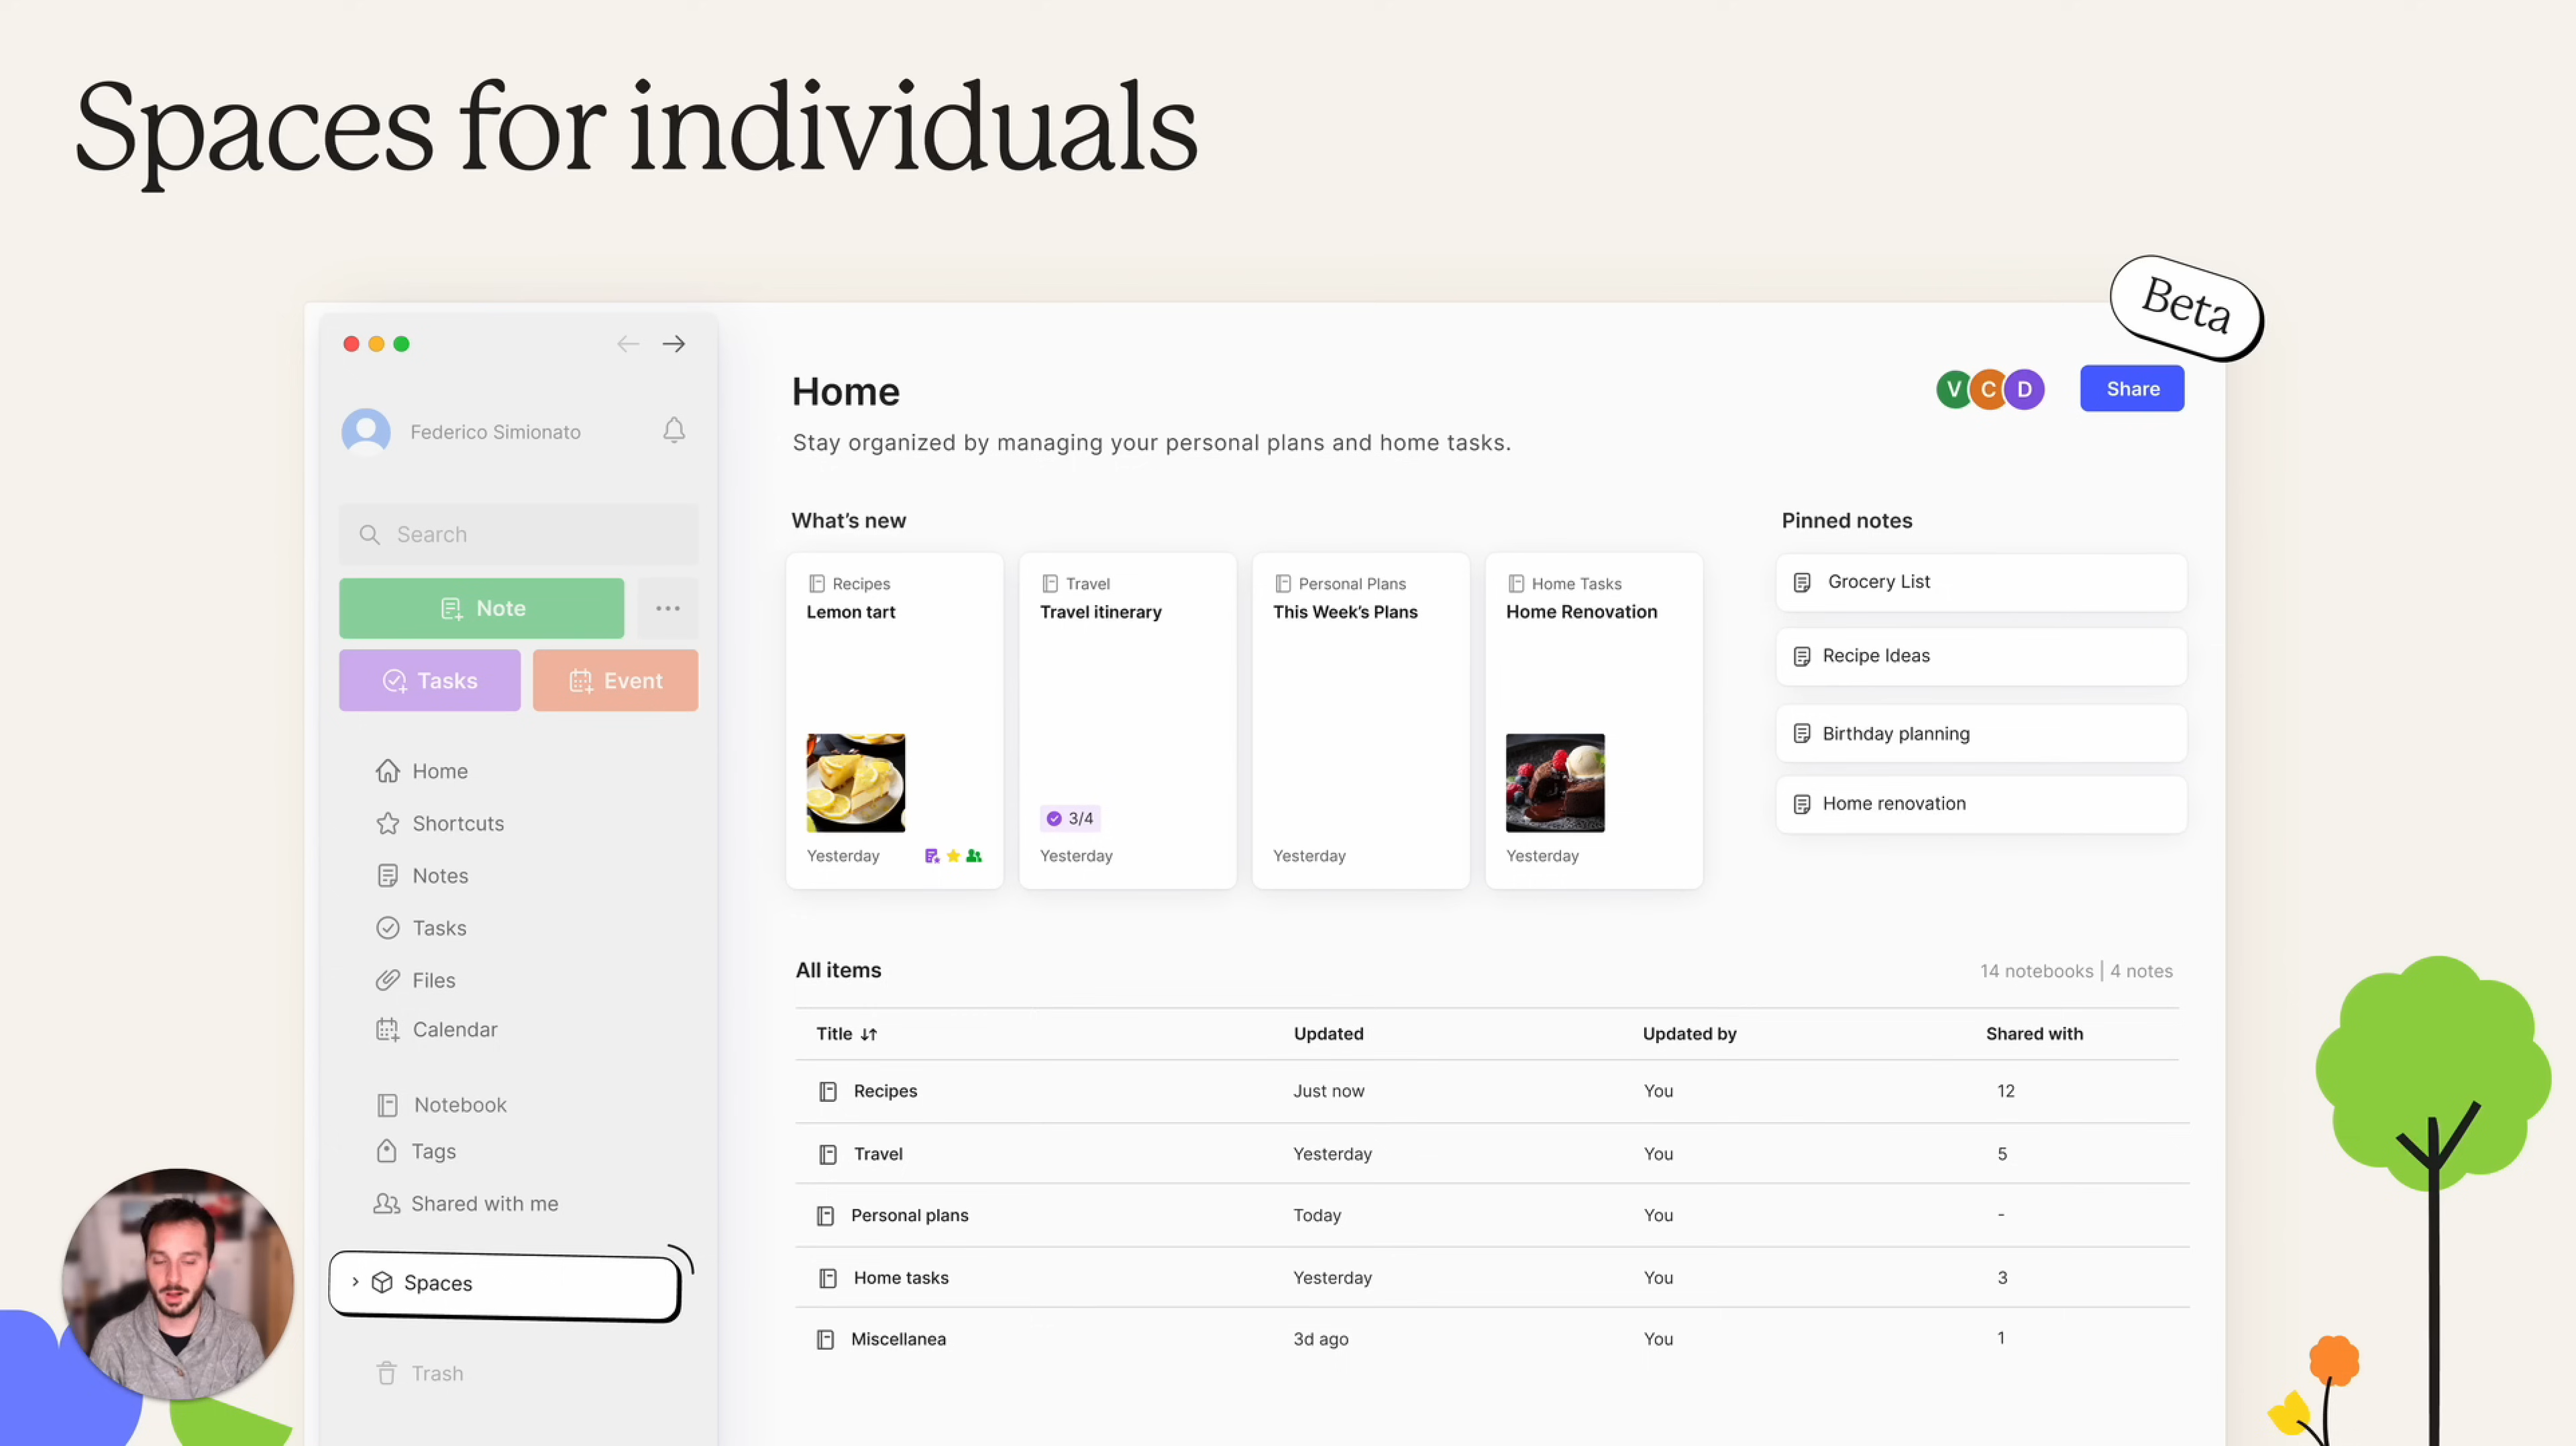 Spaces for individuals
Beta
Federico Simionato
Search
Note
Tasks
Event
Home
Shortcuts
Notes
Tasks
Files
Calendar
Notebook
Tags
Shared with me
Spaces
Trash
Home
V C D
Share
Stay organized by managing your personal plans and home tasks.
What’s new
Recipes
Lemon tart
Yesterday
Travel
Travel itinerary
3/4
Yesterday
Personal Plans
This Week’s Plans
Yesterday
Home Tasks
Home Renovation
Yesterday
Pinned notes
Grocery List
Recipe Ideas
Birthday planning
Home renovation
All items
14 notebooks | 4 notes
Title Updated Updated by Shared with
Recipes Just now You 12
Travel Yesterday You 5
Personal plans Today You -
Home tasks Yesterday You 3
Miscellanea 3d ago You 1